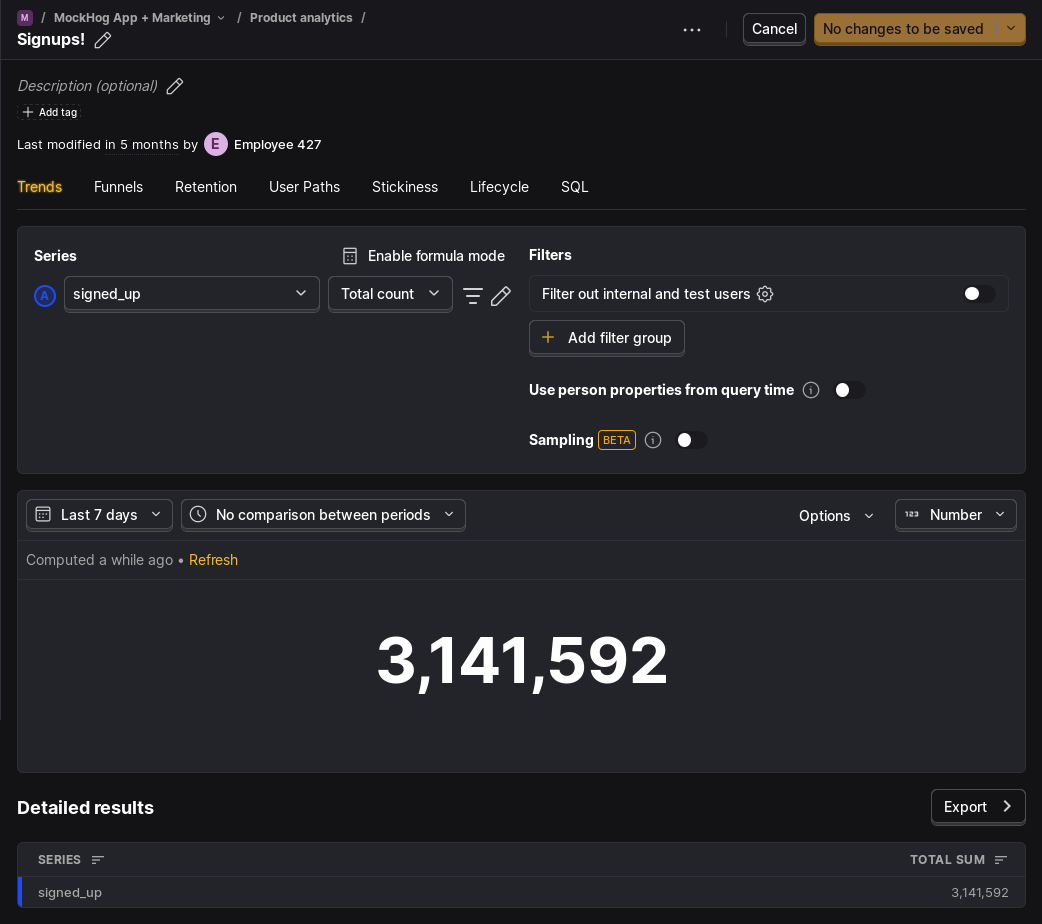 M / MockHog App + Marketing / Product analytics /
Signups!
Cancel
No changes to be saved
Description (optional)
Add tag
Last modified in 5 months by E Employee 427
Trends Funnels Retention User Paths Stickiness Lifecycle SQL
Series
Enable formula mode
A signed_up Total count
Filters
Filter out internal and test users
Add filter group
Use person properties from query time
Sampling BETA
Last 7 days No comparison between periods Options 123 Number
Computed a while ago • Refresh
3,141,592
Detailed results
Export
SERIES TOTAL SUM
signed_up 3,141,592